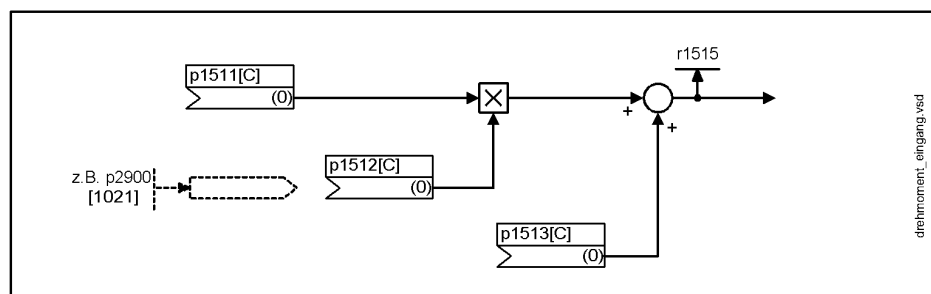 r1515
p1511[C]
(0)
+
+
p1512[C]
(0)
z.B. p2900
[1021]
p1513[C]
(0)
drehmoment_eingang.vsd